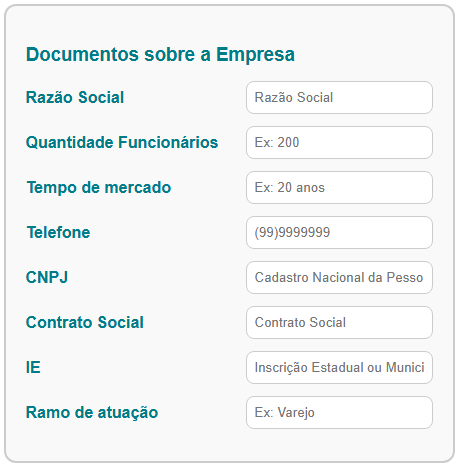 Documentos sobre a Empresa
Razão Social
Razão Social
Quantidade Funcionários
Ex: 200
Tempo de mercado
Ex: 20 anos
Telefone
(99)9999999
CNPJ
Cadastro Nacional da Pesso
Contrato Social
Contrato Social
IE
Inscrição Estadual ou Munici
Ramo de atuação
Ex: Varejo